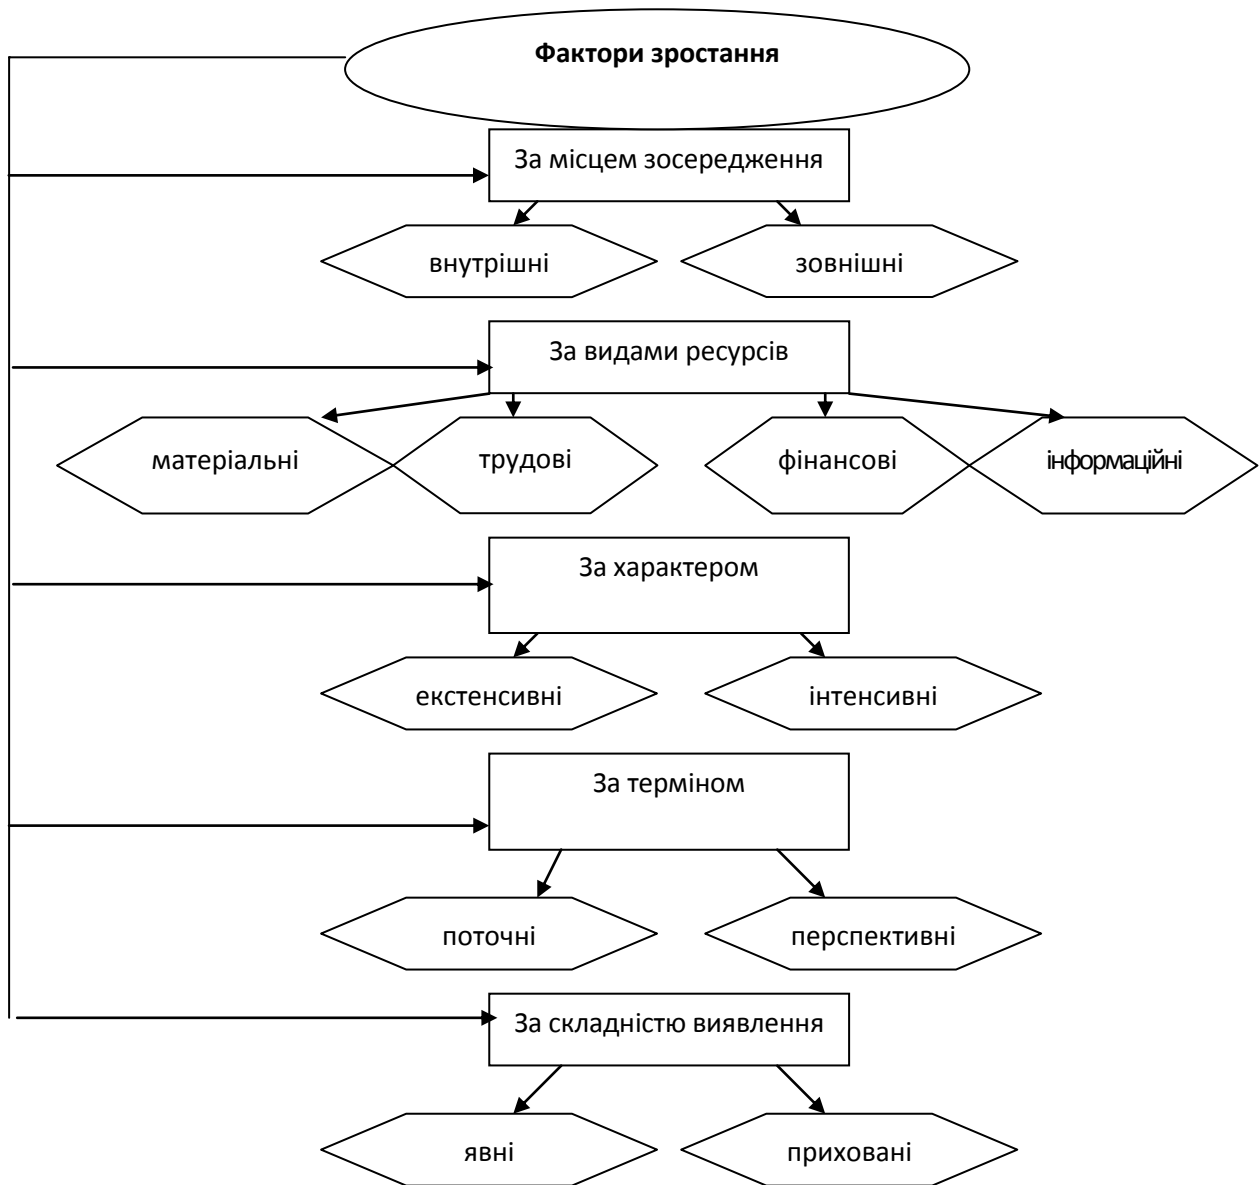 Фактори зростання
За місцем зосередження
внутрішні
зовнішні
За видами ресурсів
матеріальні
трудові
фінансові
інформаційні
За характером
екстенсивні
інтенсивні
За терміном
поточні
перспективні
За складністю виявлення
явні
приховані